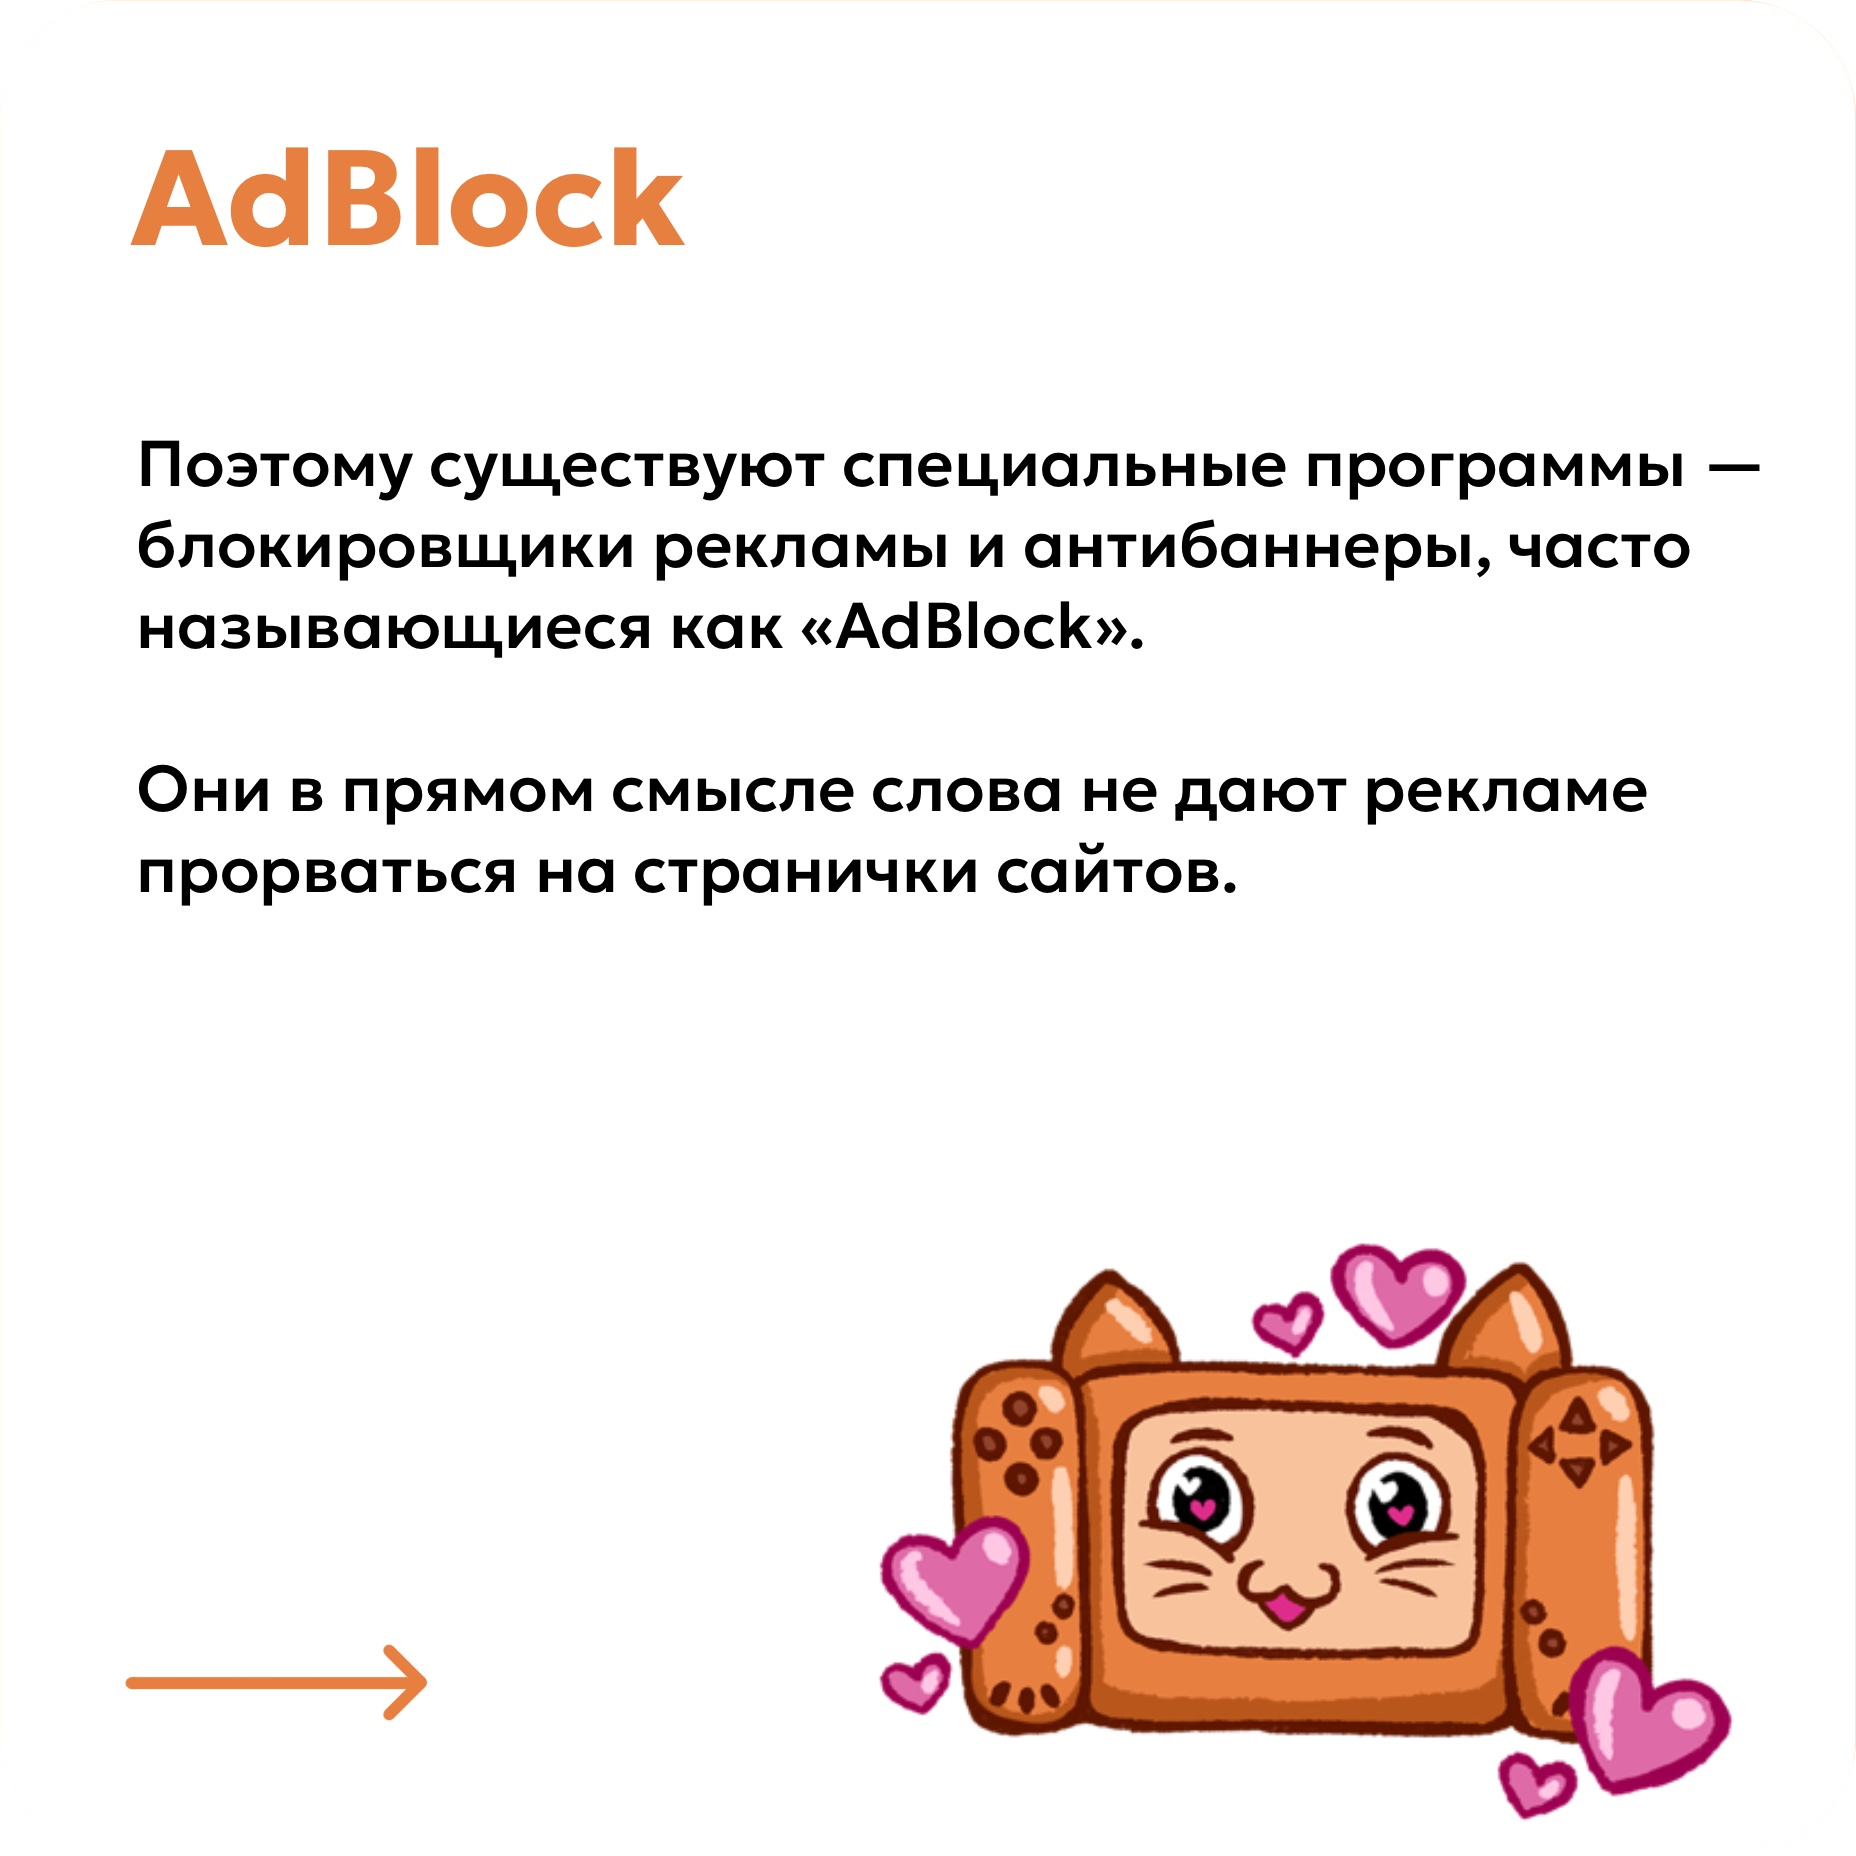 AdBlock
Поэтому существуют специальные программы —
блокировщики рекламы и антибаннеры, часто
называющиеся как «AdBlock».
Они в прямом смысле слова не дают рекламе
прорваться на странички сайтов.